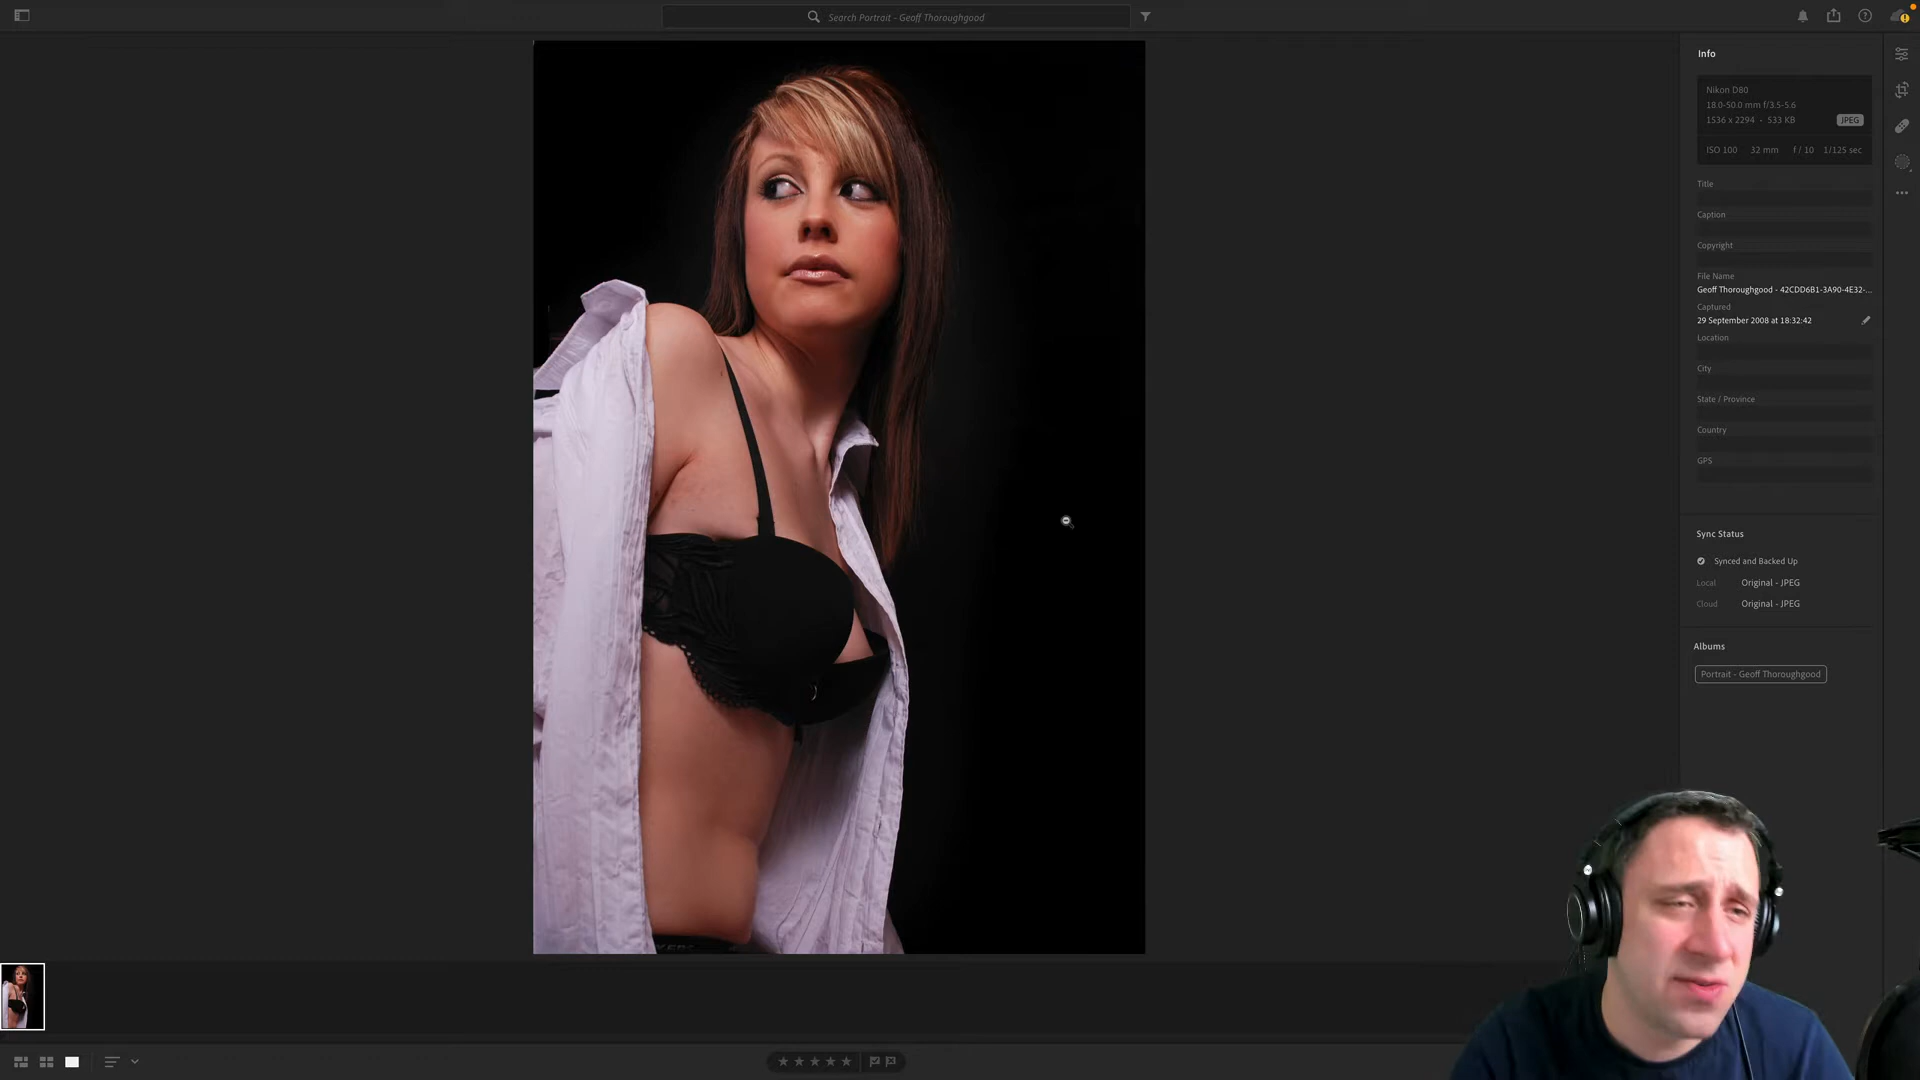 Search Portrait - Geoff Thoroughgood
Info
Nikon D80
18.0-50.0 mm f/3.5-5.6
1536 x 2294 • 533 KB
JPEG
ISO 100 32 mm f / 10 1/125 sec
Title
Caption
Copyright
File Name
Geoff Thoroughgood - 42CDD6B1-3A90-4E32-...
Captured
29 September 2008 at 18:32:42
Location
City
State / Province
Country
GPS
Sync Status
Synced and Backed Up
Local Original - JPEG
Cloud Original - JPEG
Albums
Portrait - Geoff Thoroughgood